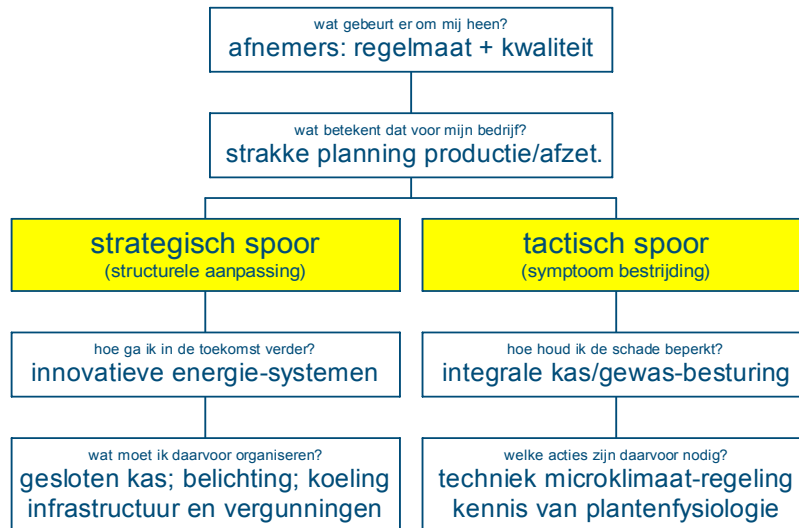 wat gebeurt er om mij heen?
afnemers: regelmaat + kwaliteit
wat betekent dat voor mijn bedrijf?
strakke planning productie/afzet.
strategisch spoor
(structurele aanpassing)
tactisch spoor
(symptoom bestrijding)
hoe ga ik in de toekomst verder?
innovatieve energie-systemen
hoe houd ik de schade beperkt?
integrale kas/gewas-besturing
wat moet ik daarvoor organiseren?
gesloten kas; belichting; koeling
infrastructuur en vergunningen
welke acties zijn daarvoor nodig?
techniek microklimaat-regeling
kennis van plantenfysiologie